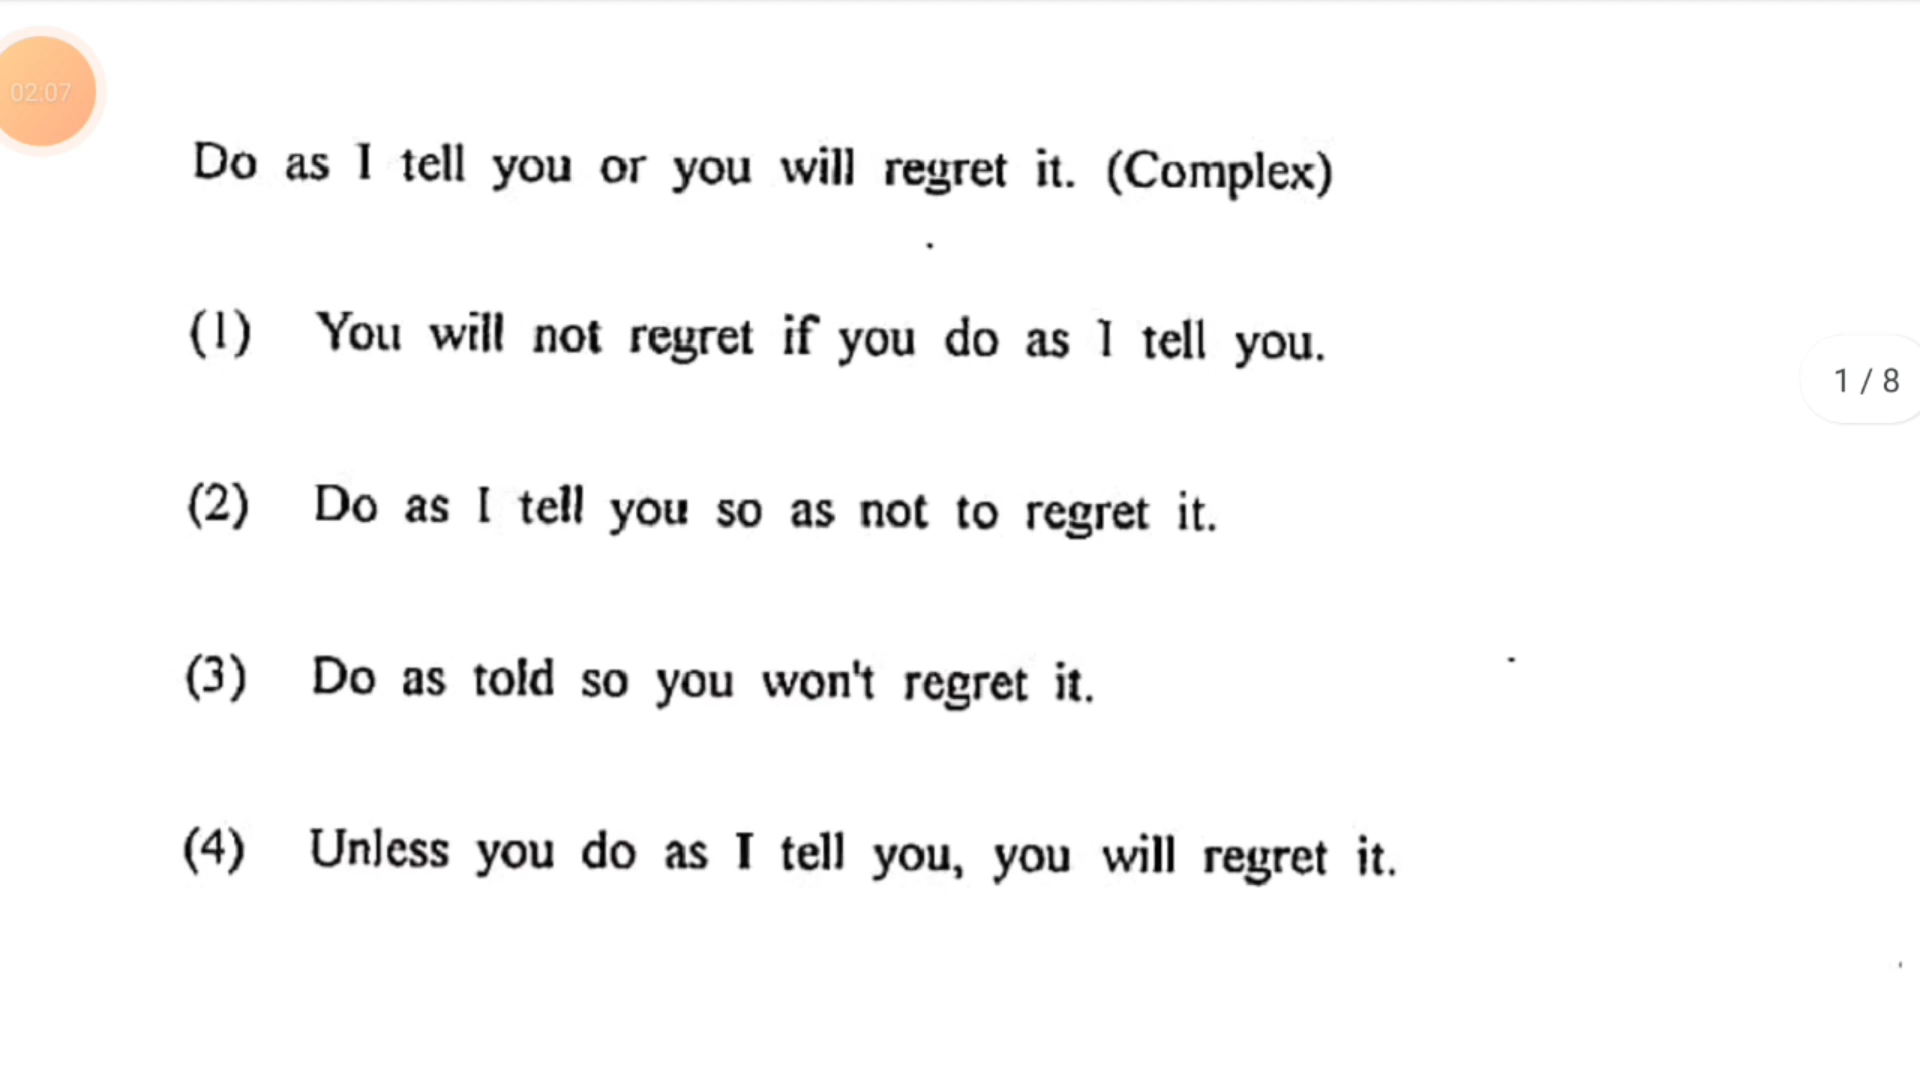 02:07
Do as I tell you or you will regret it. (Complex)
(1) You will not regret if you do as I tell you.
1 / 8
(2) Do as I tell you so as not to regret it.
(3) Do as told so you won't regret it.
(4) Unless you do as I tell you, you will regret it.